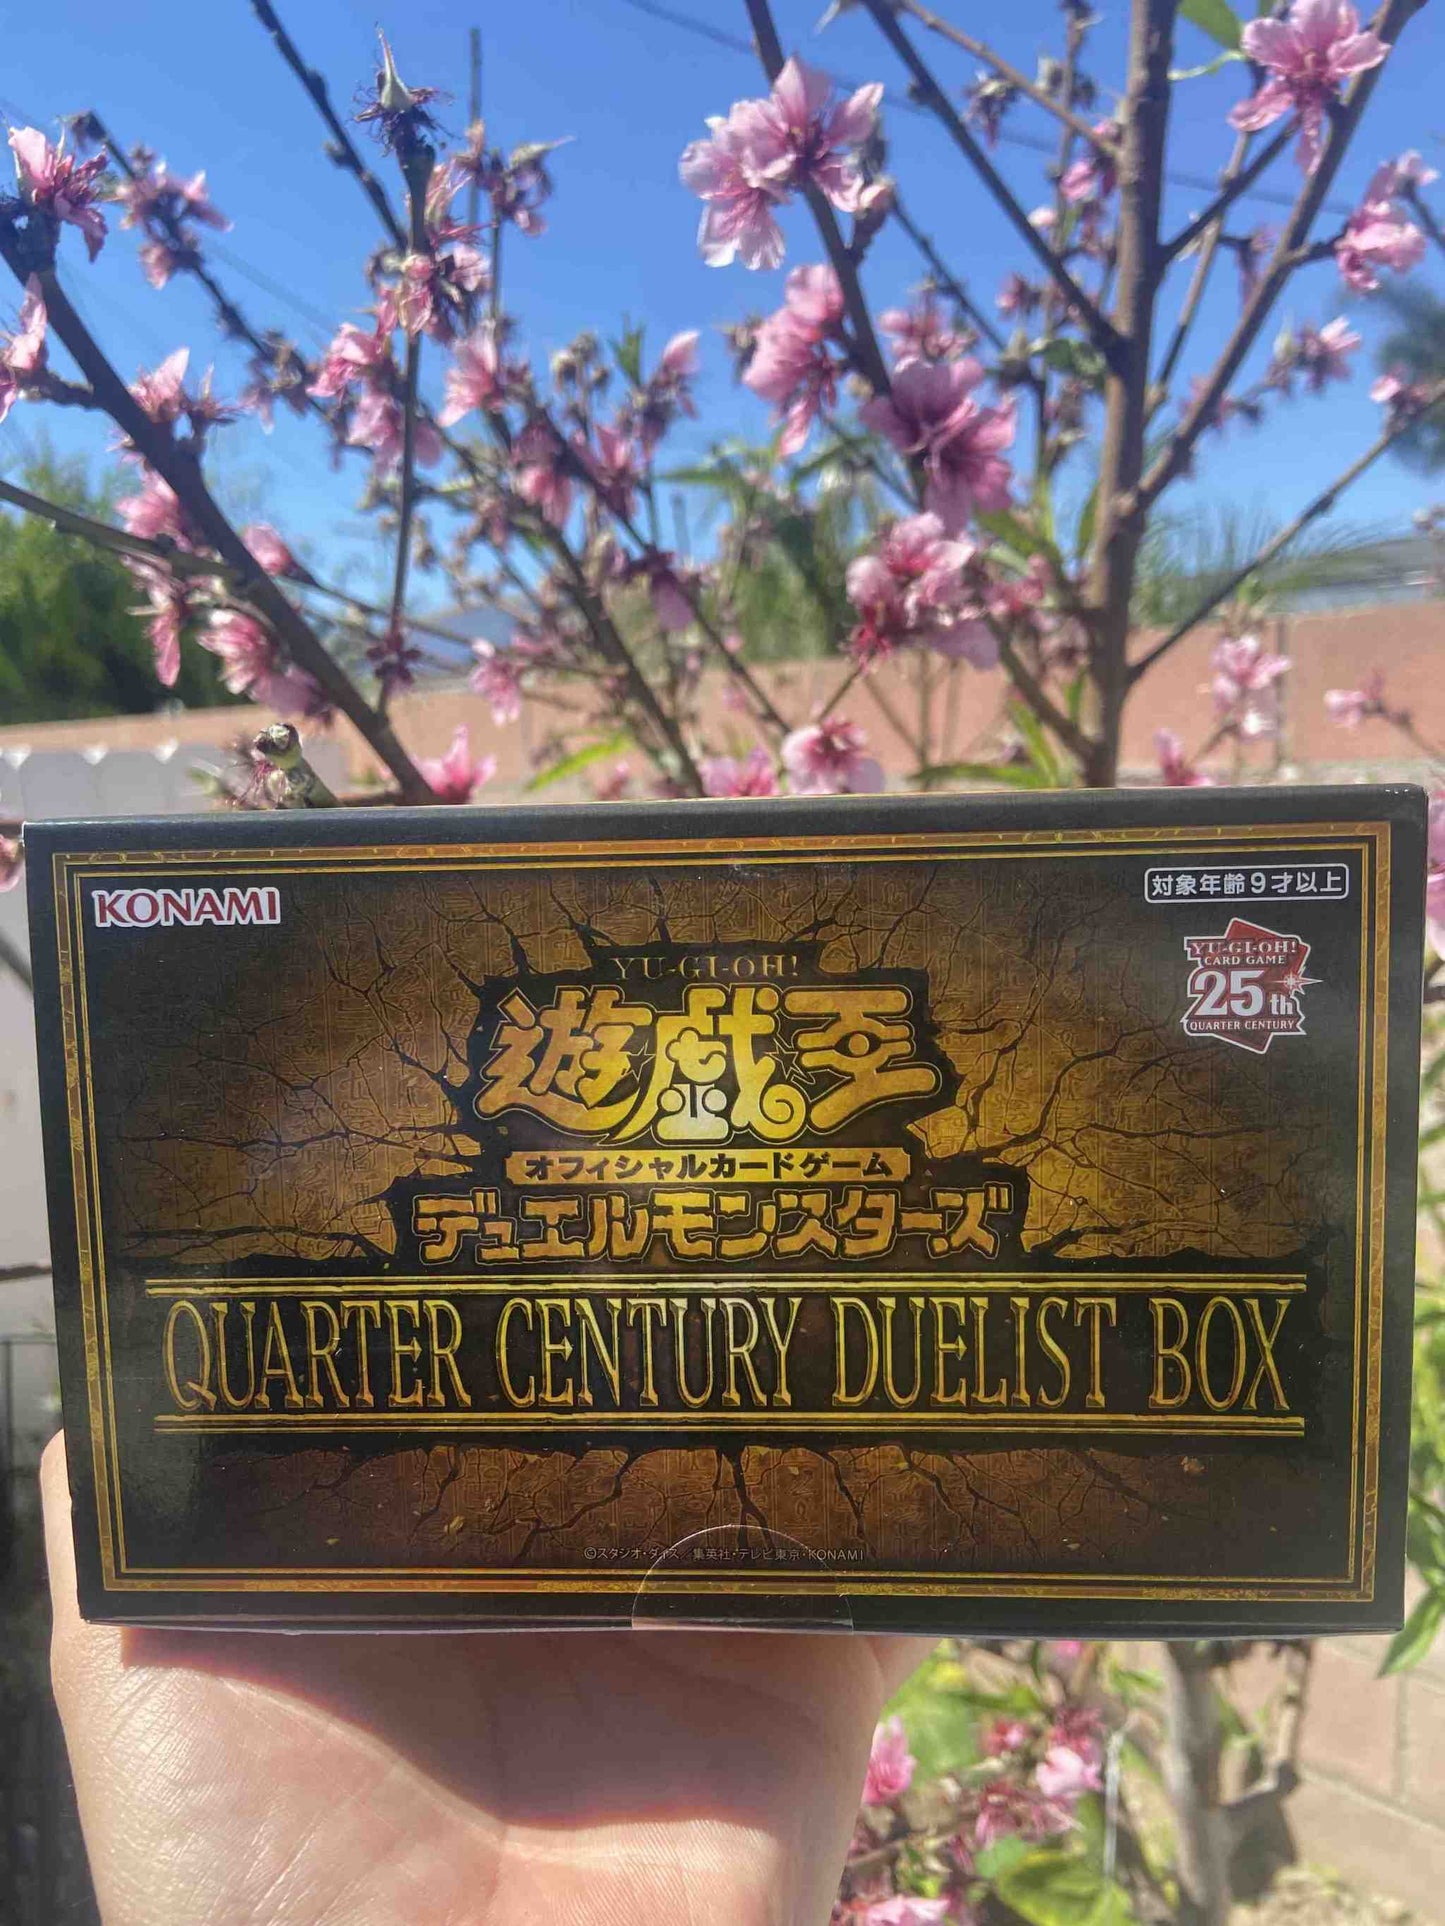 KONAMI
対象年齢9才以上
YU-GI-OH!
CARD GAME
25th
QUARTER CENTURY
YU-GI-OH!
遊戯王
オフィシャルカードゲーム
デュエルモンスターズ
QUARTER CENTURY DUELIST BOX
©スタジオ・ダイス／集英社・テレビ東京・KONAMI